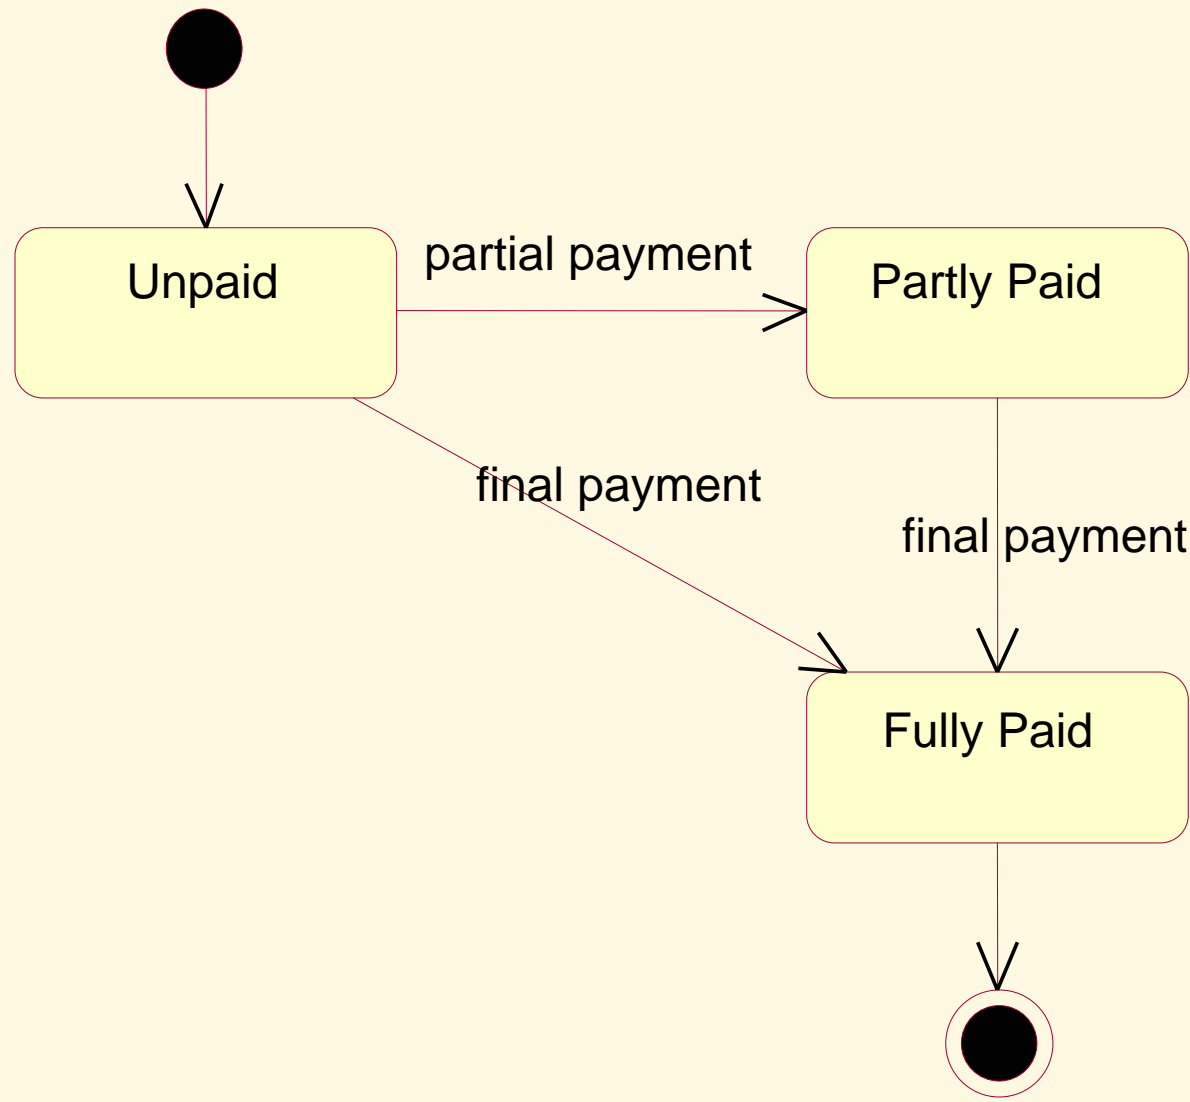 Unpaid
partial payment
Partly Paid
final payment
final payment
Fully Paid